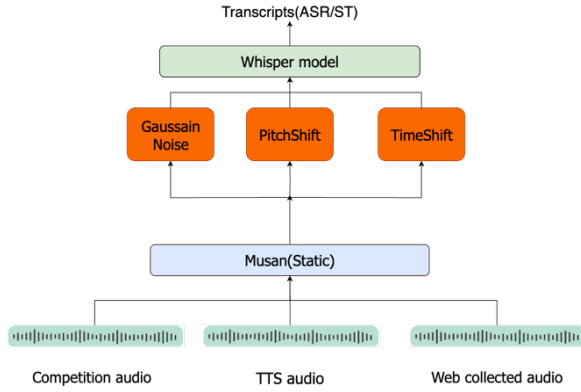 Transcripts(ASR/ST)
Whisper model
Gaussain
Noise
PitchShift
TimeShift
Musan(Static)
Competition audio
TTS audio
Web collected audio